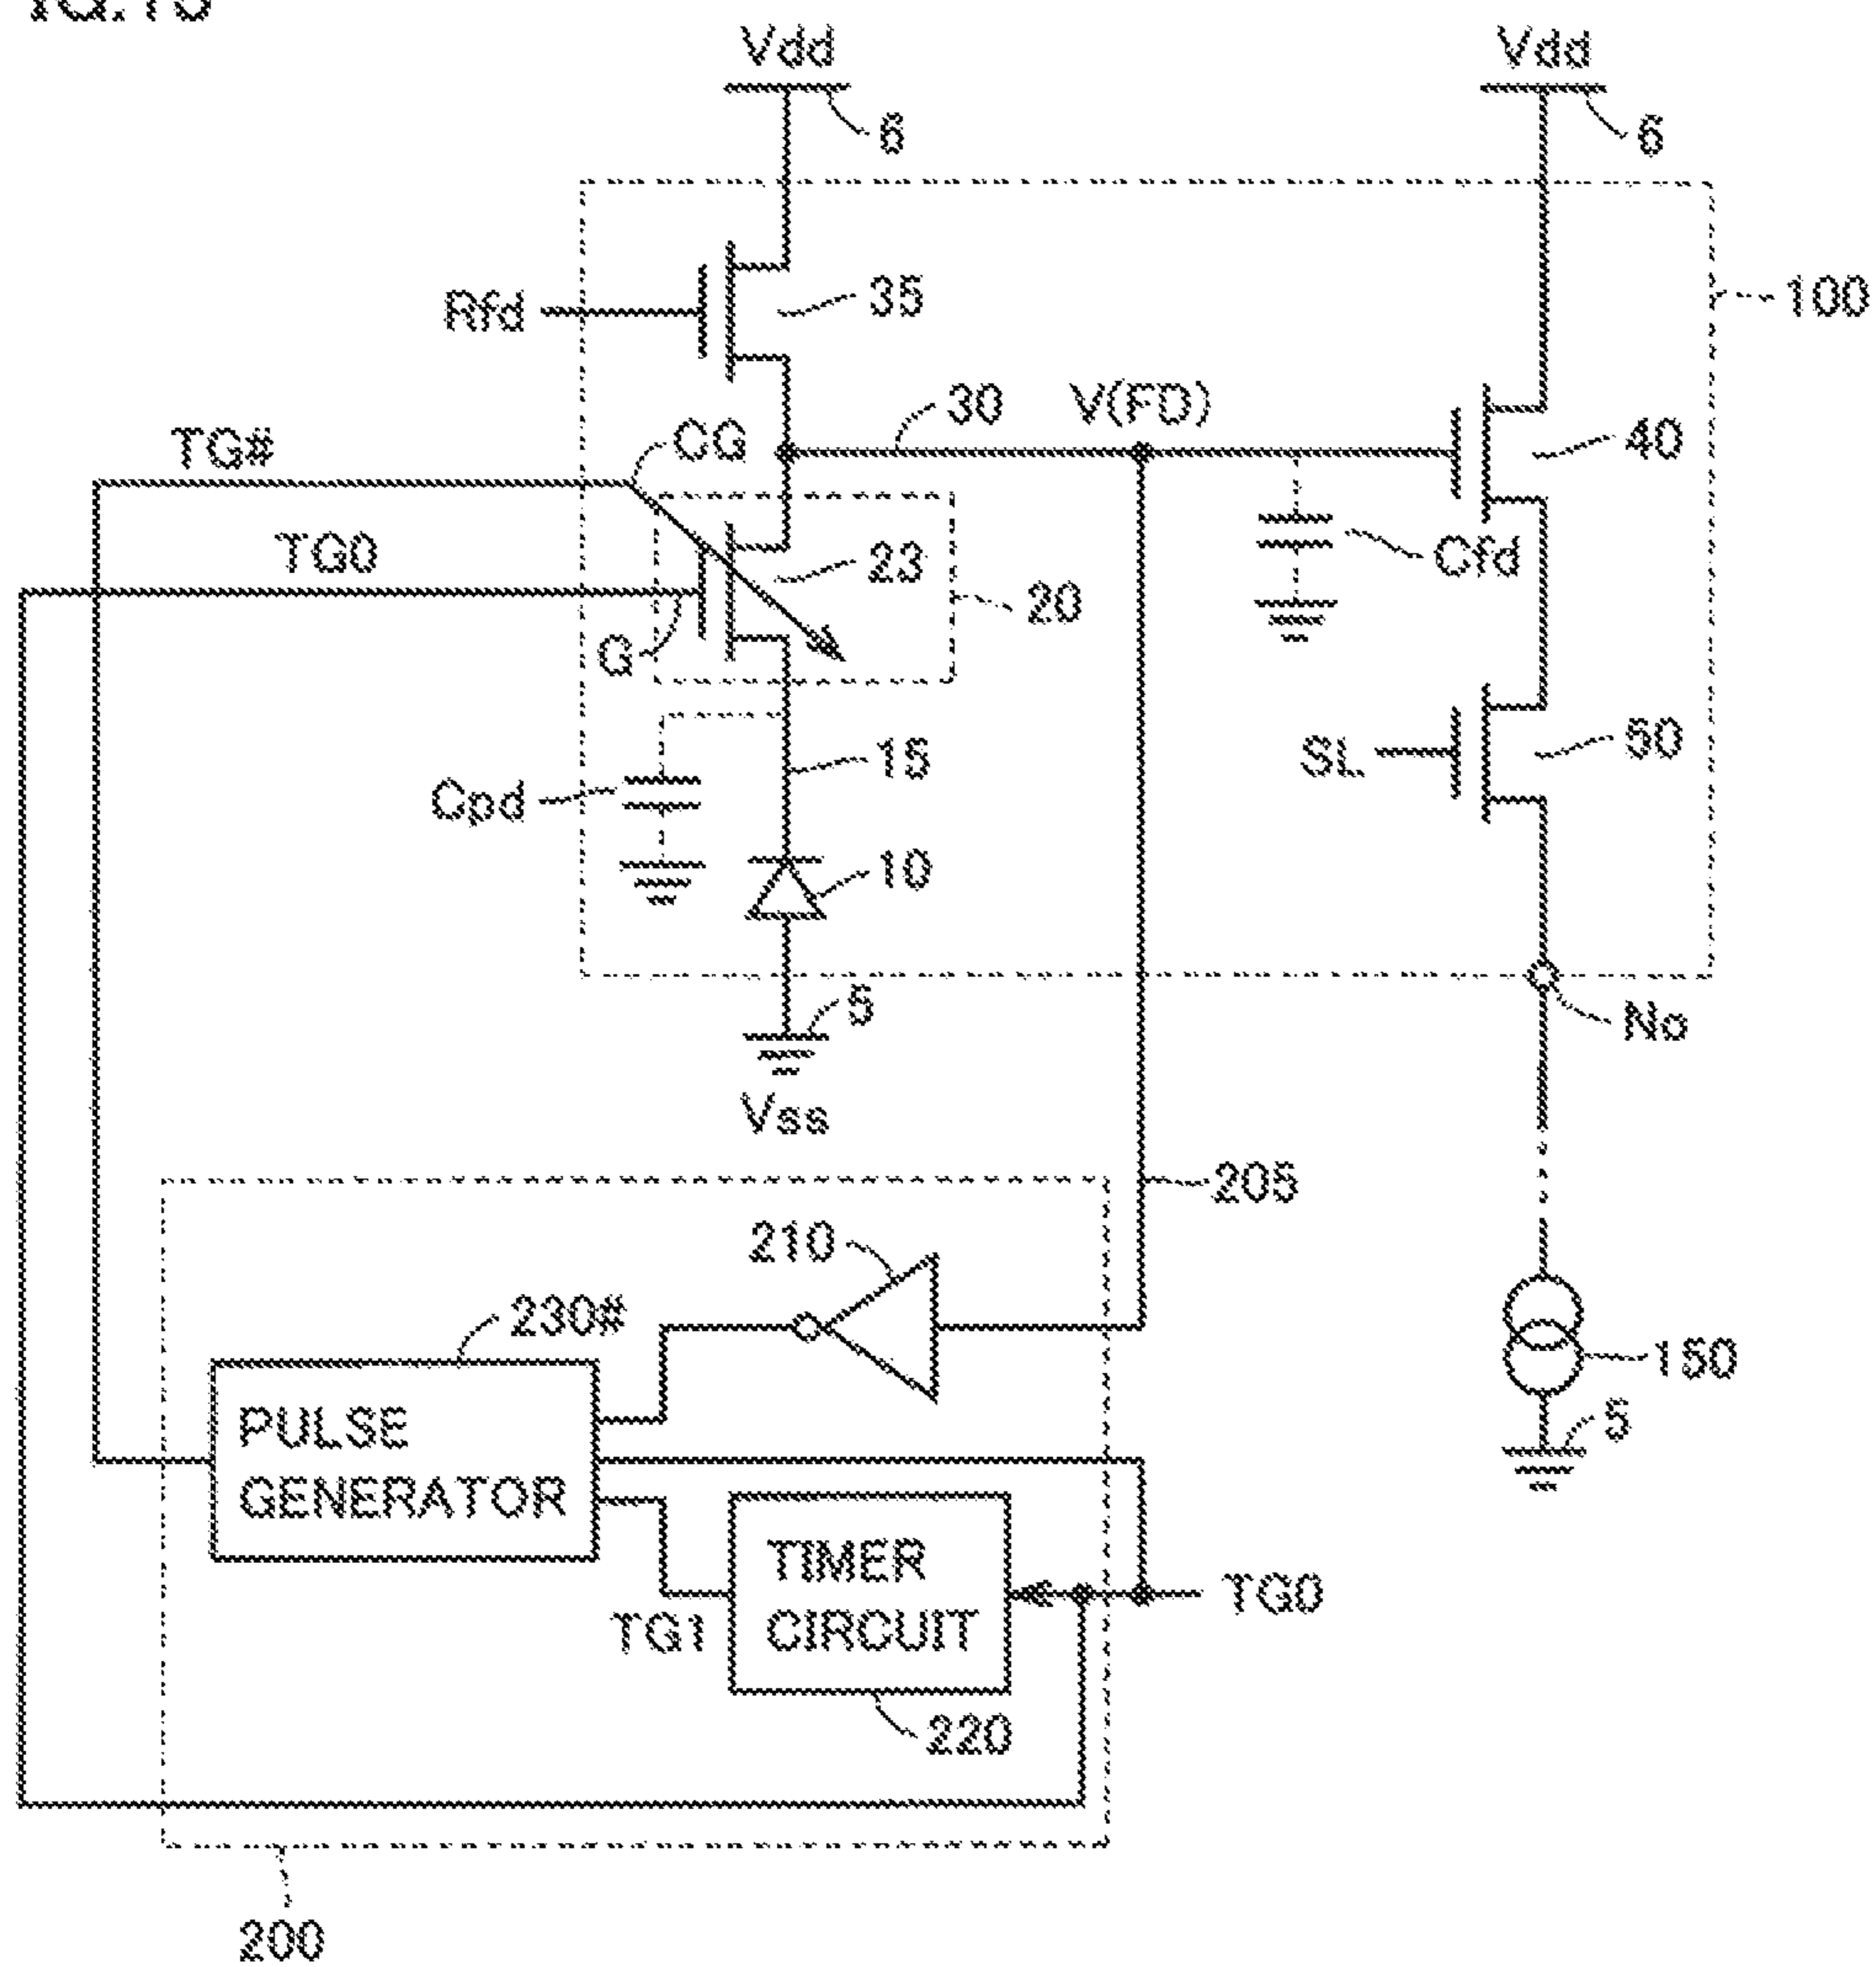 Vdd
Vdd
6
6
35
100
Rfd
30
V(FD)
CG
40
TG#
TG0
23
Cfd
20
G
15
50
SL
Cpd
10
5
No
Vss
205
210
230#
150
5
PULSE
GENERATOR
TIMER
CIRCUIT
TG0
TG1
220
200